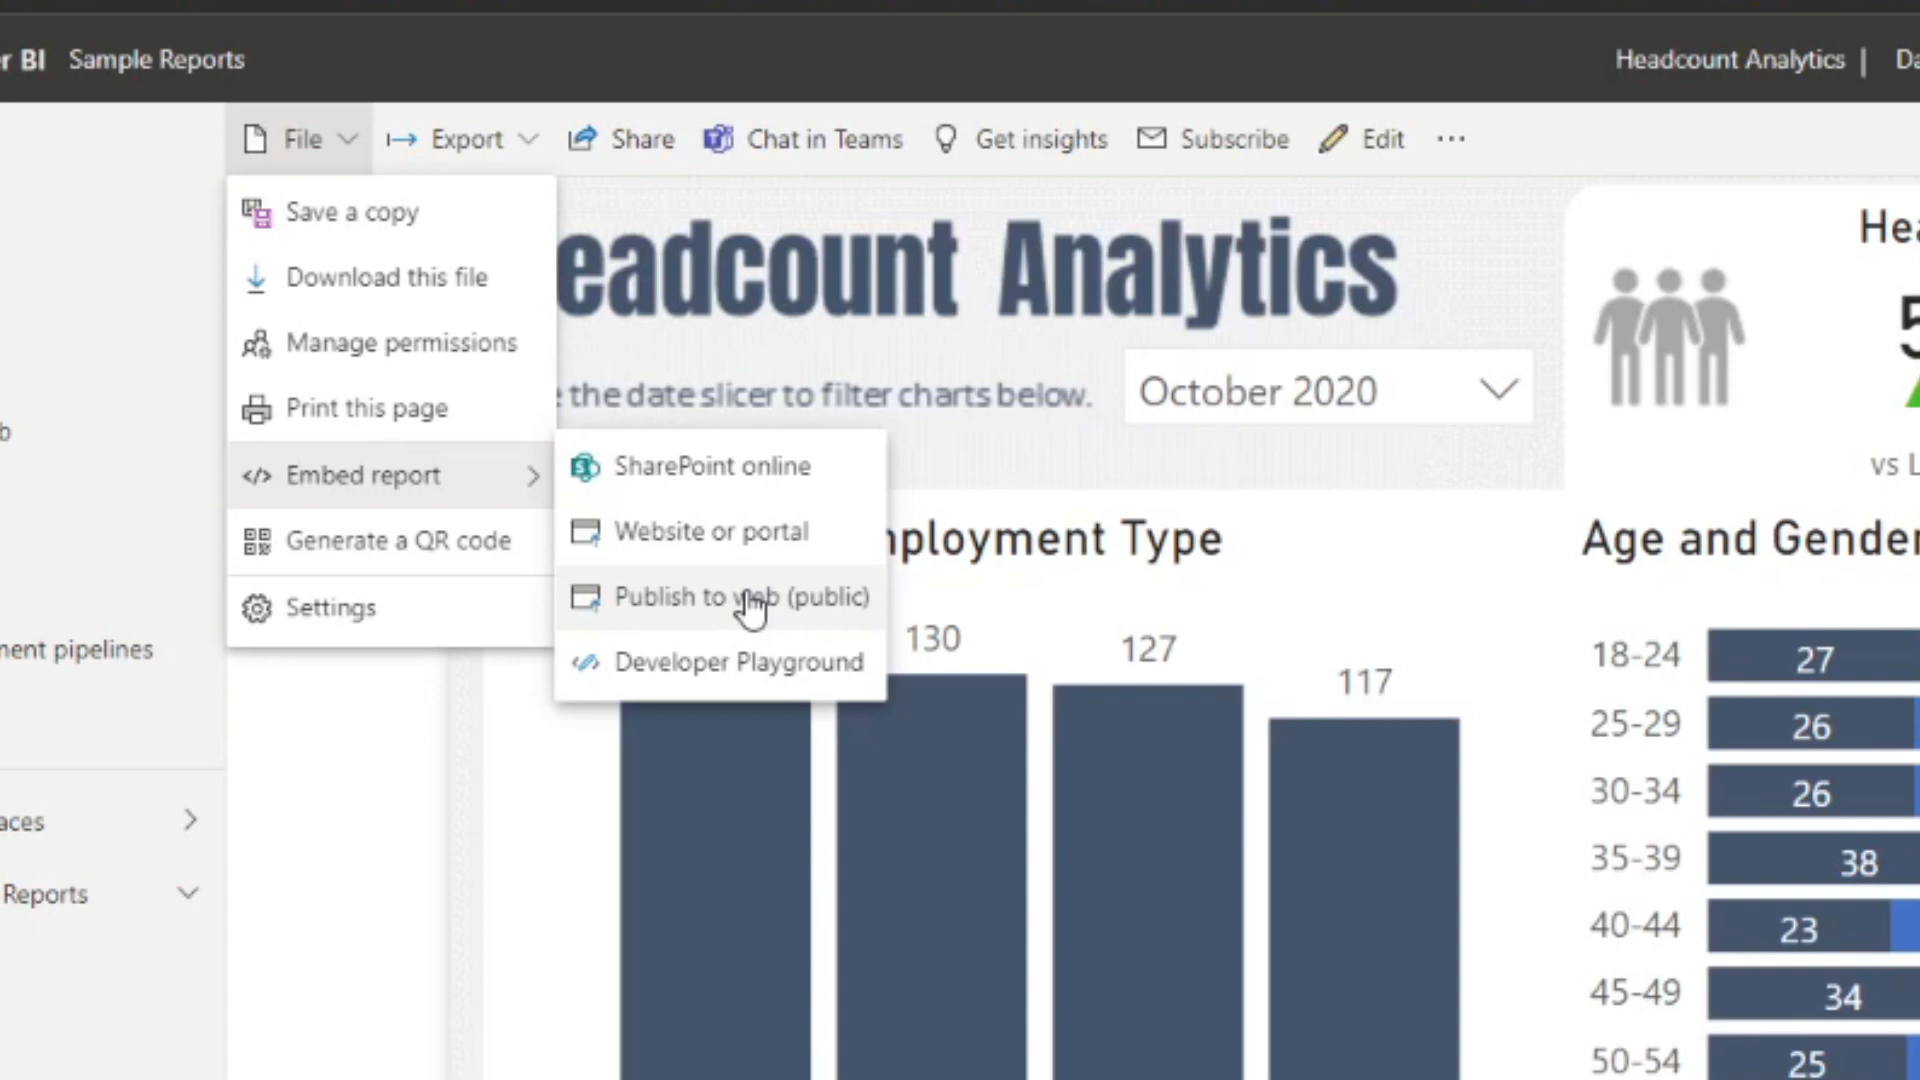 r BI Sample Reports
Headcount Analytics | Da
File Export Share Chat in Teams Get insights Subscribe Edit ...
Save a copy
Download this file
Manage permissions
Print this page
Embed report
Generate a QR code
Settings
SharePoint online
Website or portal
Publish to web (public)
Developer Playground
b
ment pipelines
aces
Reports
eadcount Analytics
e the date slicer to filter charts below.
October 2020
Hea
5
vs L
mployment Type
130
127
117
Age and Gender
18-24 27
25-29 26
30-34 26
35-39 38
40-44 23
45-49 34
50-54 25